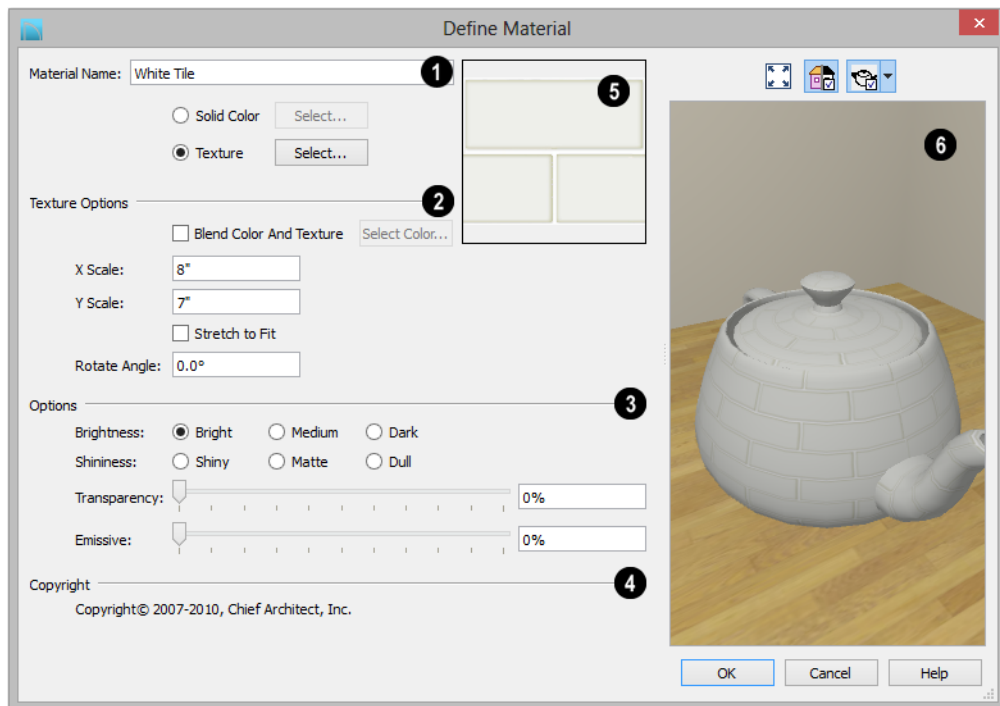 Define Material
Material Name: White Tile 1
Solid Color Select...
Texture Select...
5
6
Texture Options 2
Blend Color And Texture Select Color...
X Scale: 8"
Y Scale: 7"
Stretch to Fit
Rotate Angle: 0.0°
Options 3
Brightness: Bright Medium Dark
Shininess: Shiny Matte Dull
Transparency: 0%
Emissive: 0%
Copyright 4
Copyright© 2007-2010, Chief Architect, Inc.
OK Cancel Help